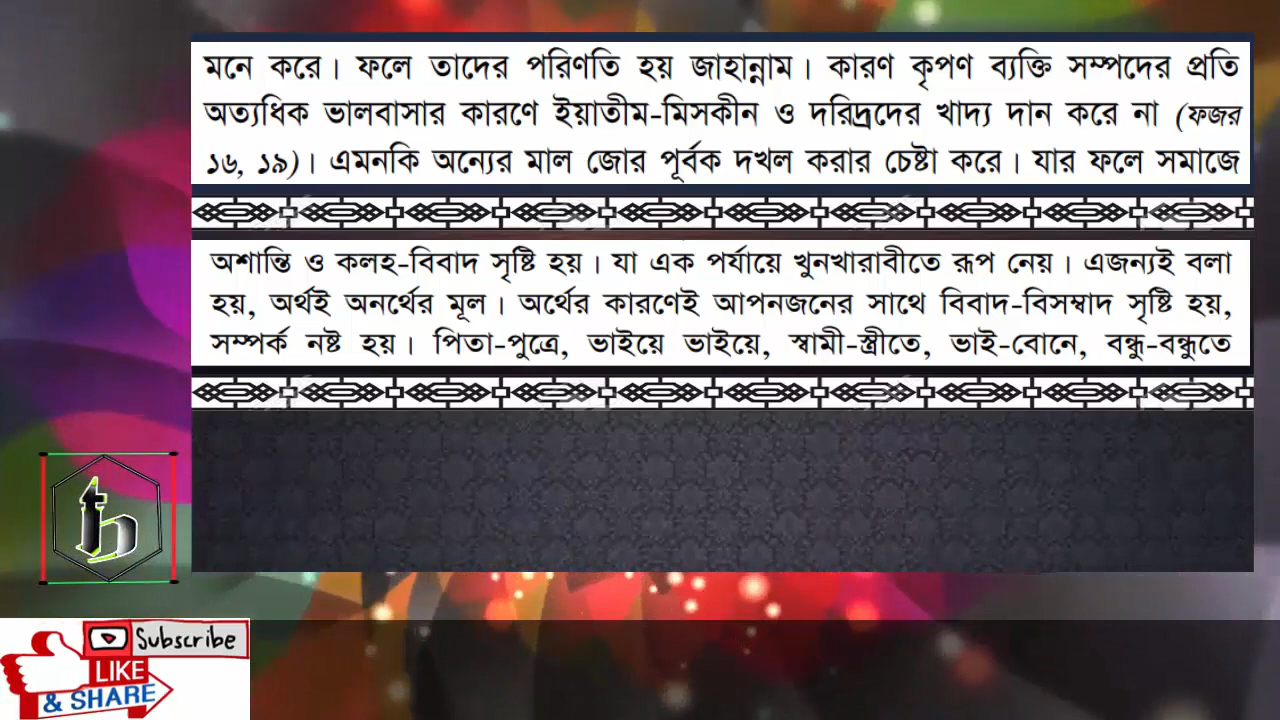 মনে করে। ফলে তাদের পরিণতি হয় জাহান্নাম। কারণ কৃপণ ব্যক্তি সম্পদের প্রতি
অত্যধিক ভালবাসার কারণে ইয়াতীম-মিসকীন ও দরিদ্রদের খাদ্য দান করে না (ফজর
১৬, ১৯)। এমনকি অন্যের মাল জোর পূর্বক দখল করার চেষ্টা করে। যার ফলে সমাজে
অশান্তি ও কলহ-বিবাদ সৃষ্টি হয়। যা এক পর্যায়ে খুনখারাবীতে রূপ নেয়। এজন্যই বলা
হয়, অর্থই অনর্থের মূল। অর্থের কারণেই আপনজনের সাথে বিবাদ-বিসম্বাদ সৃষ্টি হয়,
সম্পর্ক নষ্ট হয়। পিতা-পুত্রে, ভাইয়ে ভাইয়ে, স্বামী-স্ত্রীতে, ভাই-বোনে, বন্ধু-বন্ধুতে
b
Subscribe
LIKE
& SHARE